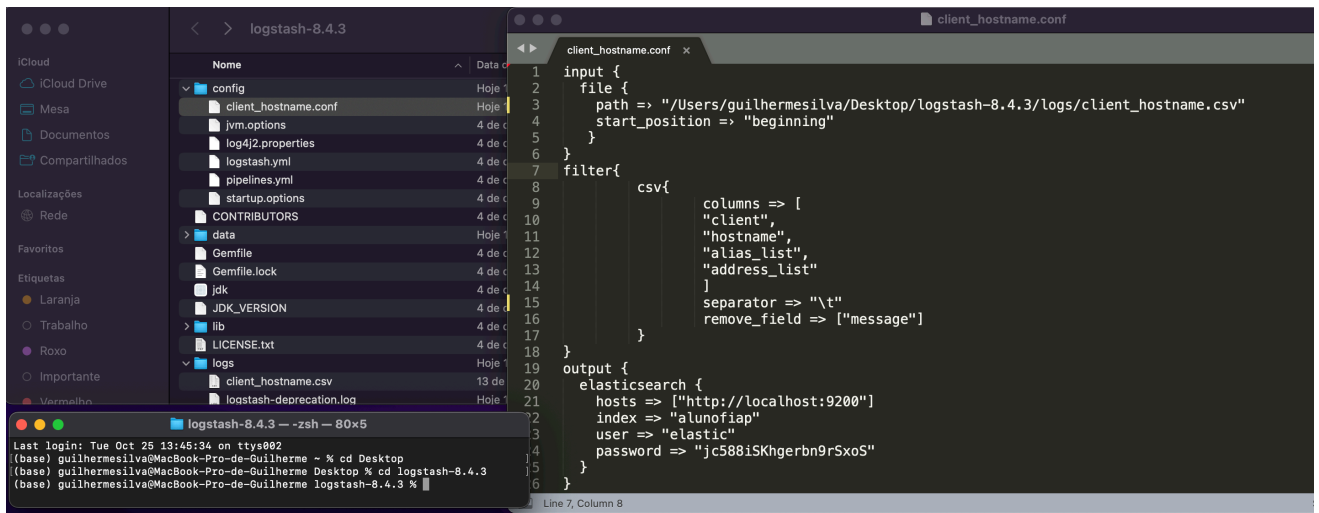 logstash-8.4.3
iCloud
iCloud Drive
Mesa
Documentos
Compartilhados
Localizações
Rede
Favoritos
Etiquetas
Laranja
Trabalho
Roxo
Importante
Vermelho
Nome
config Hoje
client_hostname.conf Hoje
jvm.options 4 de
log4j2.properties 4 de
logstash.yml 4 de
pipelines.yml 4 de
startup.options 4 de
CONTRIBUTORS 4 de
data Hoje
Gemfile 4 de
Gemfile.lock 4 de
jdk 4 de
JDK_VERSION 4 de
lib 4 de
LICENSE.txt 4 de
logs Hoje
client_hostname.csv 13 de
logstash-deprecation.log Hoje
client_hostname.conf
client_hostname.conf ×
1 input {
2 file {
3 path => "/Users/guilhermesilva/Desktop/logstash-8.4.3/logs/client_hostname.csv"
4 start_position => "beginning"
5 }
6 }
7 filter{
8 csv{
9 columns => [
10 "client",
11 "hostname",
12 "alias_list",
13 "address_list"
14 ]
15 separator => "\t"
16 remove_field => ["message"]
17 }
18 }
19 output {
20 elasticsearch {
21 hosts => ["http://localhost:9200"]
2 index => "alunofiap"
3 user => "elastic"
4 password => "jc588iSKhgerbn9rSxoS"
5 }
6 }
Line 7, Column 8
logstash-8.4.3 — -zsh — 80×5
Last login: Tue Oct 25 13:45:34 on ttys002
[(base) guilhermesilva@MacBook-Pro-de-Guilherme ~ % cd Desktop ]
[(base) guilhermesilva@MacBook-Pro-de-Guilherme Desktop % cd logstash-8.4.3 ]
(base) guilhermesilva@MacBook-Pro-de-Guilherme logstash-8.4.3 %